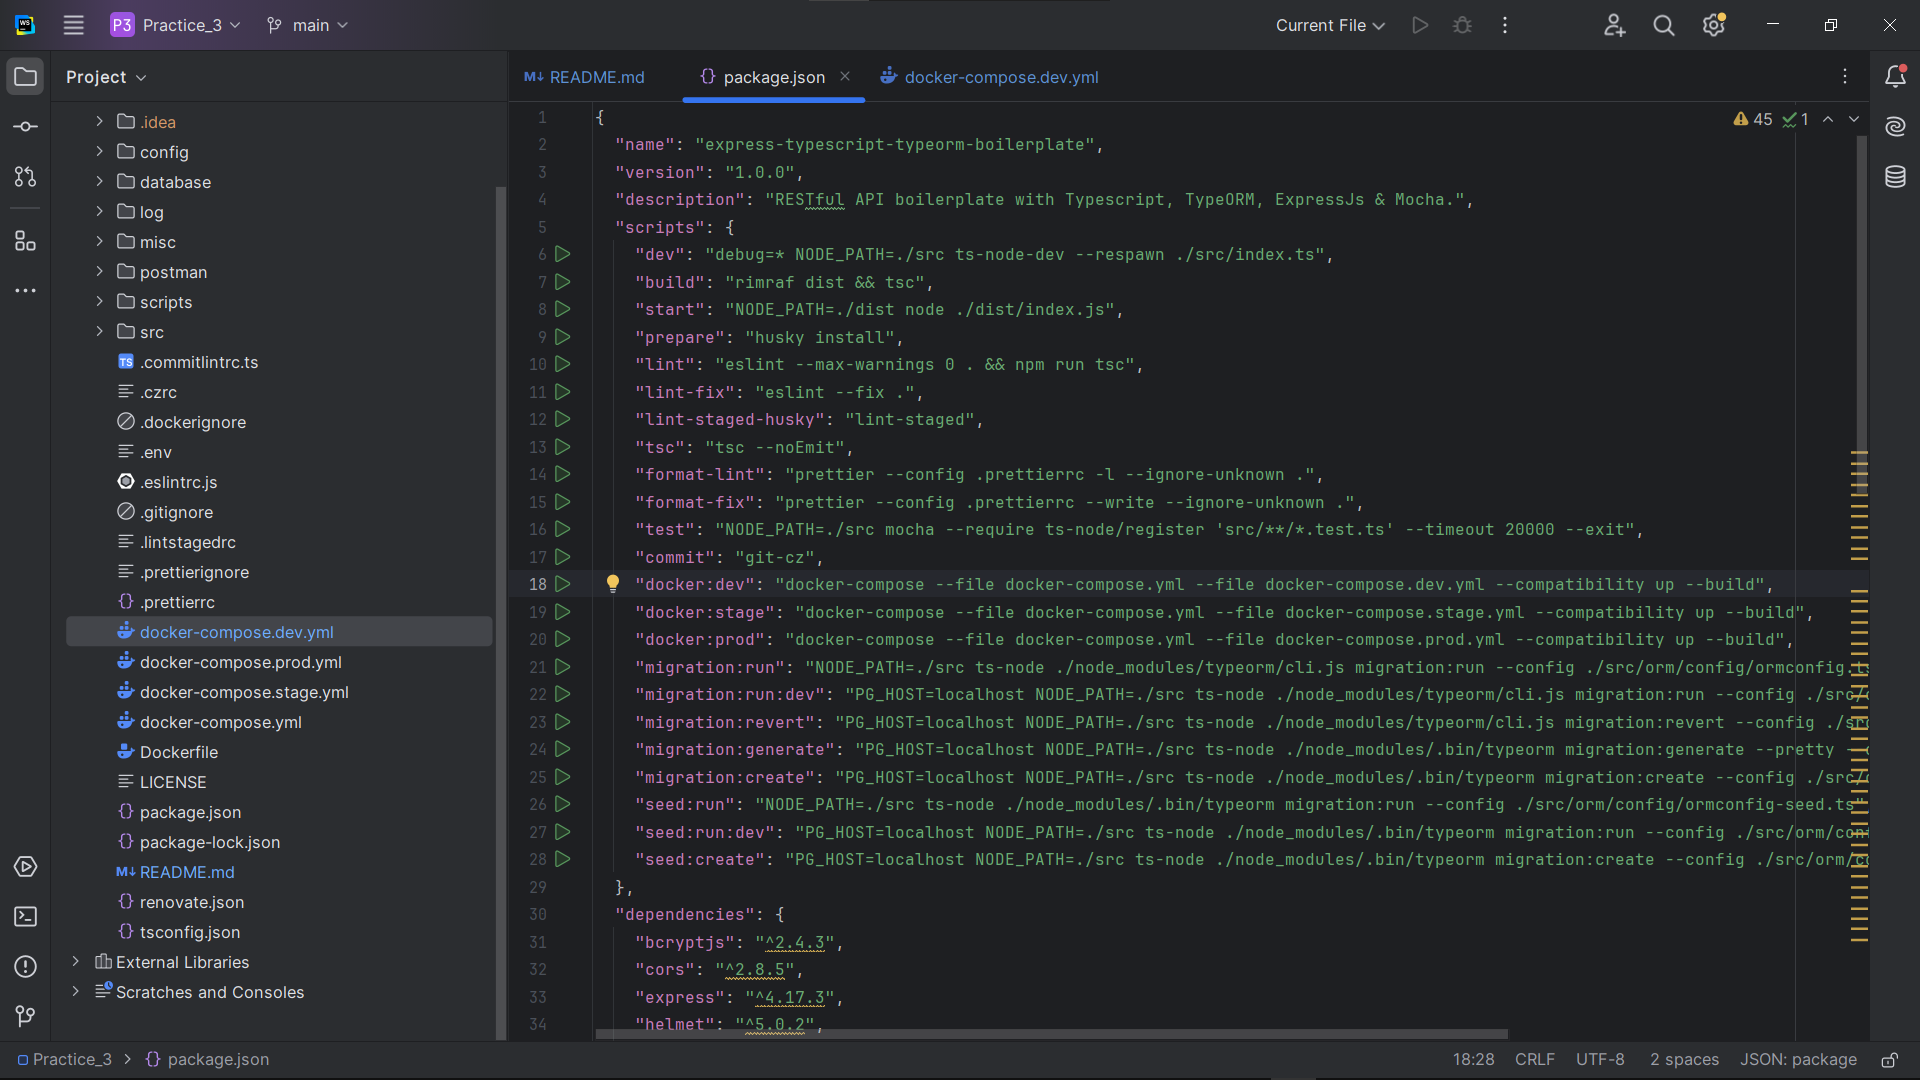 WS P3 Practice_3 main Current File
Project
README.md package.json docker-compose.dev.yml
.idea
config
database
log
misc
postman
scripts
src
TS .commitlintrc.ts
.czrc
.dockerignore
.env
.eslintrc.js
.gitignore
.lintstagedrc
.prettierignore
.prettierrc
docker-compose.dev.yml
docker-compose.prod.yml
docker-compose.stage.yml
docker-compose.yml
Dockerfile
LICENSE
package.json
package-lock.json
M↓ README.md
renovate.json
tsconfig.json
External Libraries
Scratches and Consoles
45 1
1 {
2 "name": "express-typescript-typeorm-boilerplate",
3 "version": "1.0.0",
4 "description": "RESTful API boilerplate with Typescript, TypeORM, ExpressJs & Mocha.",
5 "scripts": {
6 "dev": "debug=* NODE_PATH=./src ts-node-dev --respawn ./src/index.ts",
7 "build": "rimraf dist && tsc",
8 "start": "NODE_PATH=./dist node ./dist/index.js",
9 "prepare": "husky install",
10 "lint": "eslint --max-warnings 0 . && npm run tsc",
11 "lint-fix": "eslint --fix .",
12 "lint-staged-husky": "lint-staged",
13 "tsc": "tsc --noEmit",
14 "format-lint": "prettier --config .prettierrc -l --ignore-unknown .",
15 "format-fix": "prettier --config .prettierrc --write --ignore-unknown .",
16 "test": "NODE_PATH=./src mocha --require ts-node/register 'src/**/*.test.ts' --timeout 20000 --exit",
17 "commit": "git-cz",
18 "docker:dev": "docker-compose --file docker-compose.yml --file docker-compose.dev.yml --compatibility up --build",
19 "docker:stage": "docker-compose --file docker-compose.yml --file docker-compose.stage.yml --compatibility up --build",
20 "docker:prod": "docker-compose --file docker-compose.yml --file docker-compose.prod.yml --compatibility up --build",
21 "migration:run": "NODE_PATH=./src ts-node ./node_modules/typeorm/cli.js migration:run --config ./src/orm/config/ormconfig.ts
22 "migration:run:dev": "PG_HOST=localhost NODE_PATH=./src ts-node ./node_modules/typeorm/cli.js migration:run --config ./src/
23 "migration:revert": "PG_HOST=localhost NODE_PATH=./src ts-node ./node_modules/typeorm/cli.js migration:revert --config ./src
24 "migration:generate": "PG_HOST=localhost NODE_PATH=./src ts-node ./node_modules/.bin/typeorm migration:generate --pretty
25 "migration:create": "PG_HOST=localhost NODE_PATH=./src ts-node ./node_modules/.bin/typeorm migration:create --config ./src/
26 "seed:run": "NODE_PATH=./src ts-node ./node_modules/.bin/typeorm migration:run --config ./src/orm/config/ormconfig-seed.ts"
27 "seed:run:dev": "PG_HOST=localhost NODE_PATH=./src ts-node ./node_modules/.bin/typeorm migration:run --config ./src/orm/
28 "seed:create": "PG_HOST=localhost NODE_PATH=./src ts-node ./node_modules/.bin/typeorm migration:create --config ./src/orm/
29 },
30 "dependencies": {
31 "bcryptjs": "^2.4.3",
32 "cors": "^2.8.5",
33 "express": "^4.17.3",
34 "helmet": "^5.0.2",
Practice_3 > package.json 18:28 CRLF UTF-8 2 spaces JSON: package